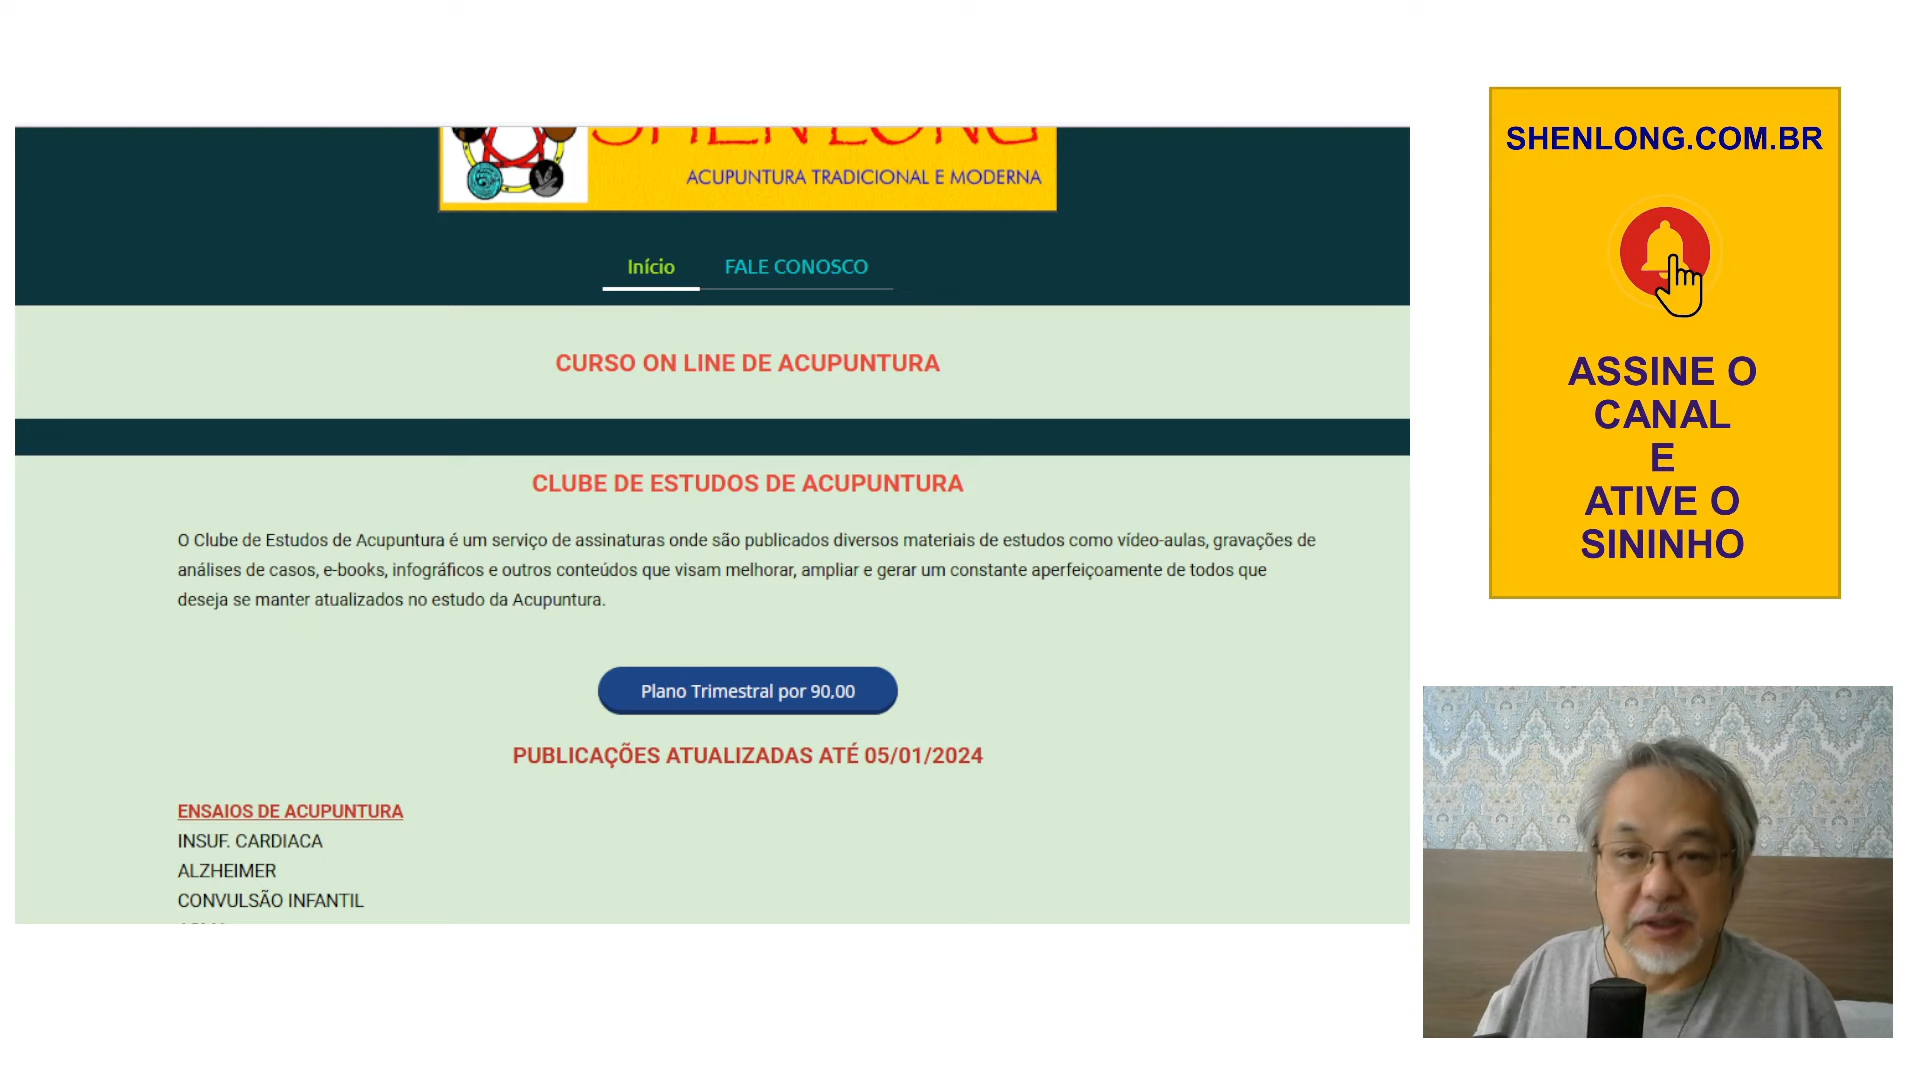 SHENLONG
ACUPUNTURA TRADICIONAL E MODERNA
Início
FALE CONOSCO
CURSO ON LINE DE ACUPUNTURA
CLUBE DE ESTUDOS DE ACUPUNTURA
O Clube de Estudos de Acupuntura é um serviço de assinaturas onde são publicados diversos materiais de estudos como vídeo-aulas, gravações de
análises de casos, e-books, infográficos e outros conteúdos que visam melhorar, ampliar e gerar um constante aperfeiçoamente de todos que
deseja se manter atualizados no estudo da Acupuntura.
Plano Trimestral por 90,00
PUBLICAÇÕES ATUALIZADAS ATÉ 05/01/2024
ENSAIOS DE ACUPUNTURA
INSUF. CARDIACA
ALZHEIMER
CONVULSÃO INFANTIL
SHENLONG.COM.BR
ASSINE O
CANAL
E
ATIVE O
SININHO